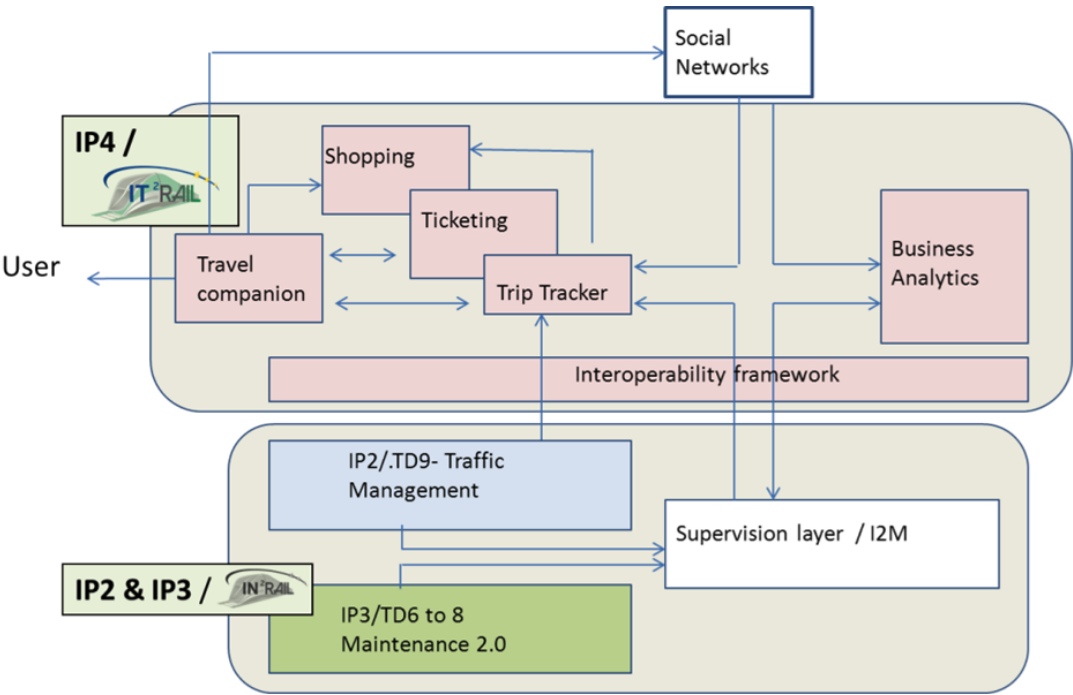 Social
Networks
IP4 /
IT²RAIL
Shopping
Ticketing
User
Travel
companion
Trip Tracker
Business
Analytics
Interoperability framework
IP2/.TD9- Traffic
Management
Supervision layer / I2M
IP2 & IP3 / IN²RAIL
IP3/TD6 to 8
Maintenance 2.0